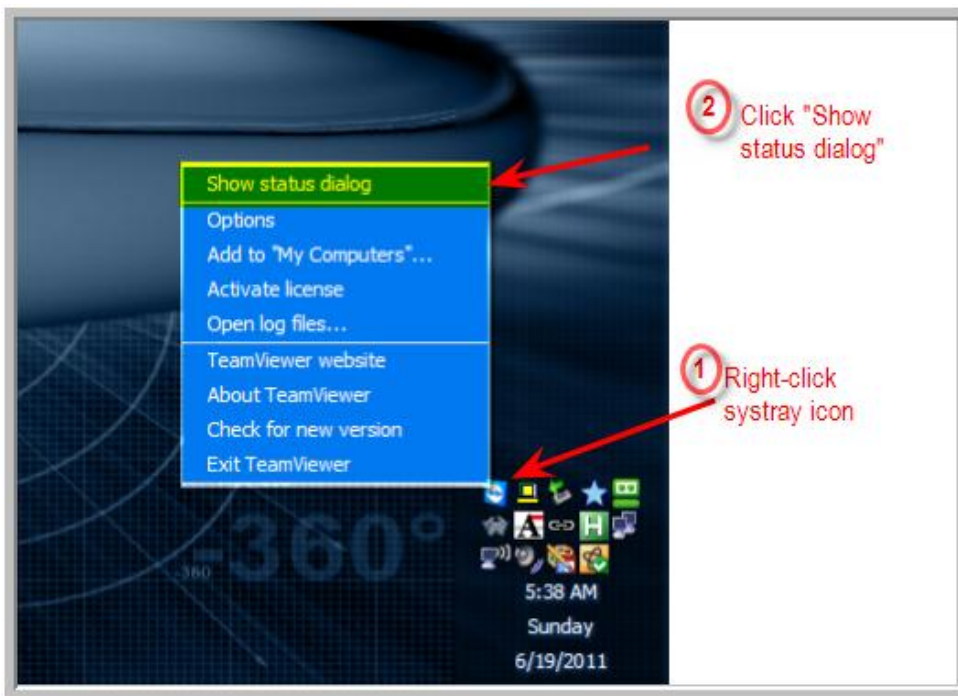 2
Click "Show
status dialog"
Show status dialog
Options
Add to "My Computers"...
Activate license
Open log files...
TeamViewer website
About TeamViewer
Check for new version
Exit TeamViewer
1
Right-click
systray icon
A
H
-360°
-360
5:38 AM
Sunday
6/19/2011